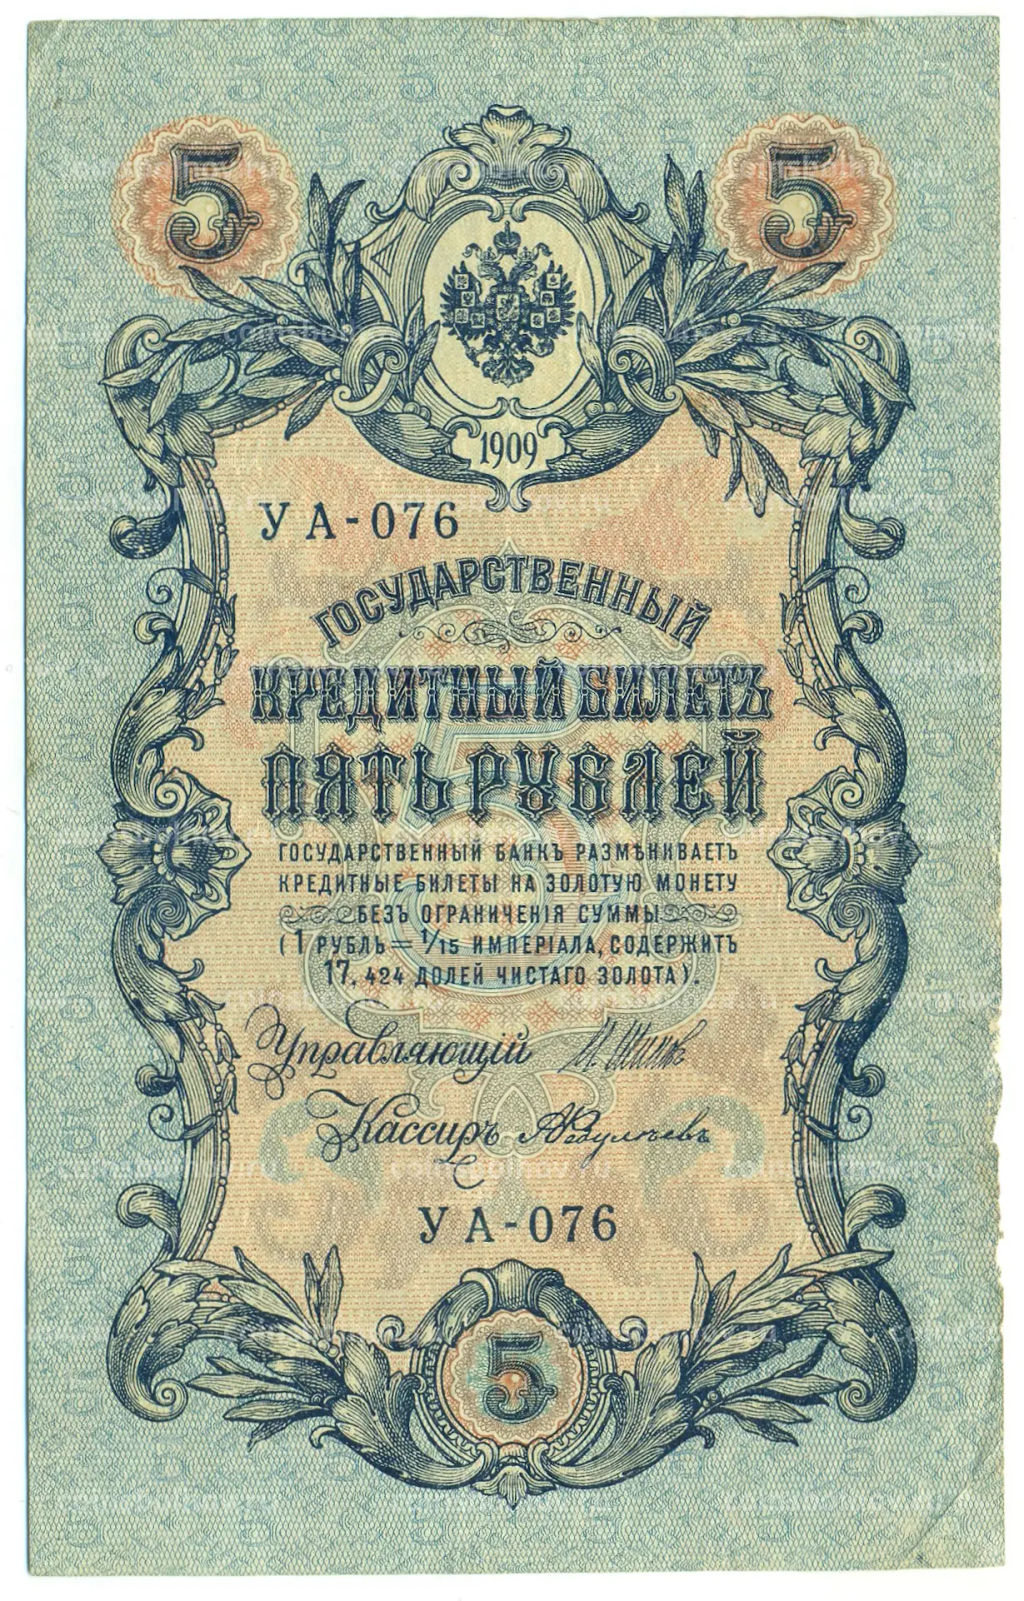 5 5
1909
УА-076
ГОСУДАРСТВЕННЫЙ
КРЕДИТНЫЙ БИЛЕТЪ
ПЯТЬ РУБЛЕЙ
ГОСУДАРСТВЕННЫЙ БАНКЪ РАЗМѢНИВАЕТЪ
КРЕДИТНЫЕ БИЛЕТЫ НА ЗОЛОТУЮ МОНЕТУ
БЕЗЪ ОГРАНИЧЕНІЯ СУММЫ
(1 РУБЛЬ = 1/15 ИМПЕРІАЛА, СОДЕРЖИТЪ
17,424 ДОЛЕЙ ЧИСТАГО ЗОЛОТА).
Управляющій И. Шиповъ
Кассиръ
УА-076
5